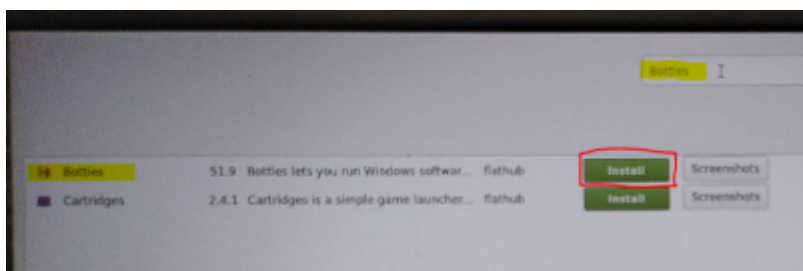 Bottles
Bottles 51.9 Bottles lets you run Windows softwar... flathub Install Screenshots
Cartridges 2.4.1 Cartridges is a simple game launcher... flathub Install Screenshots